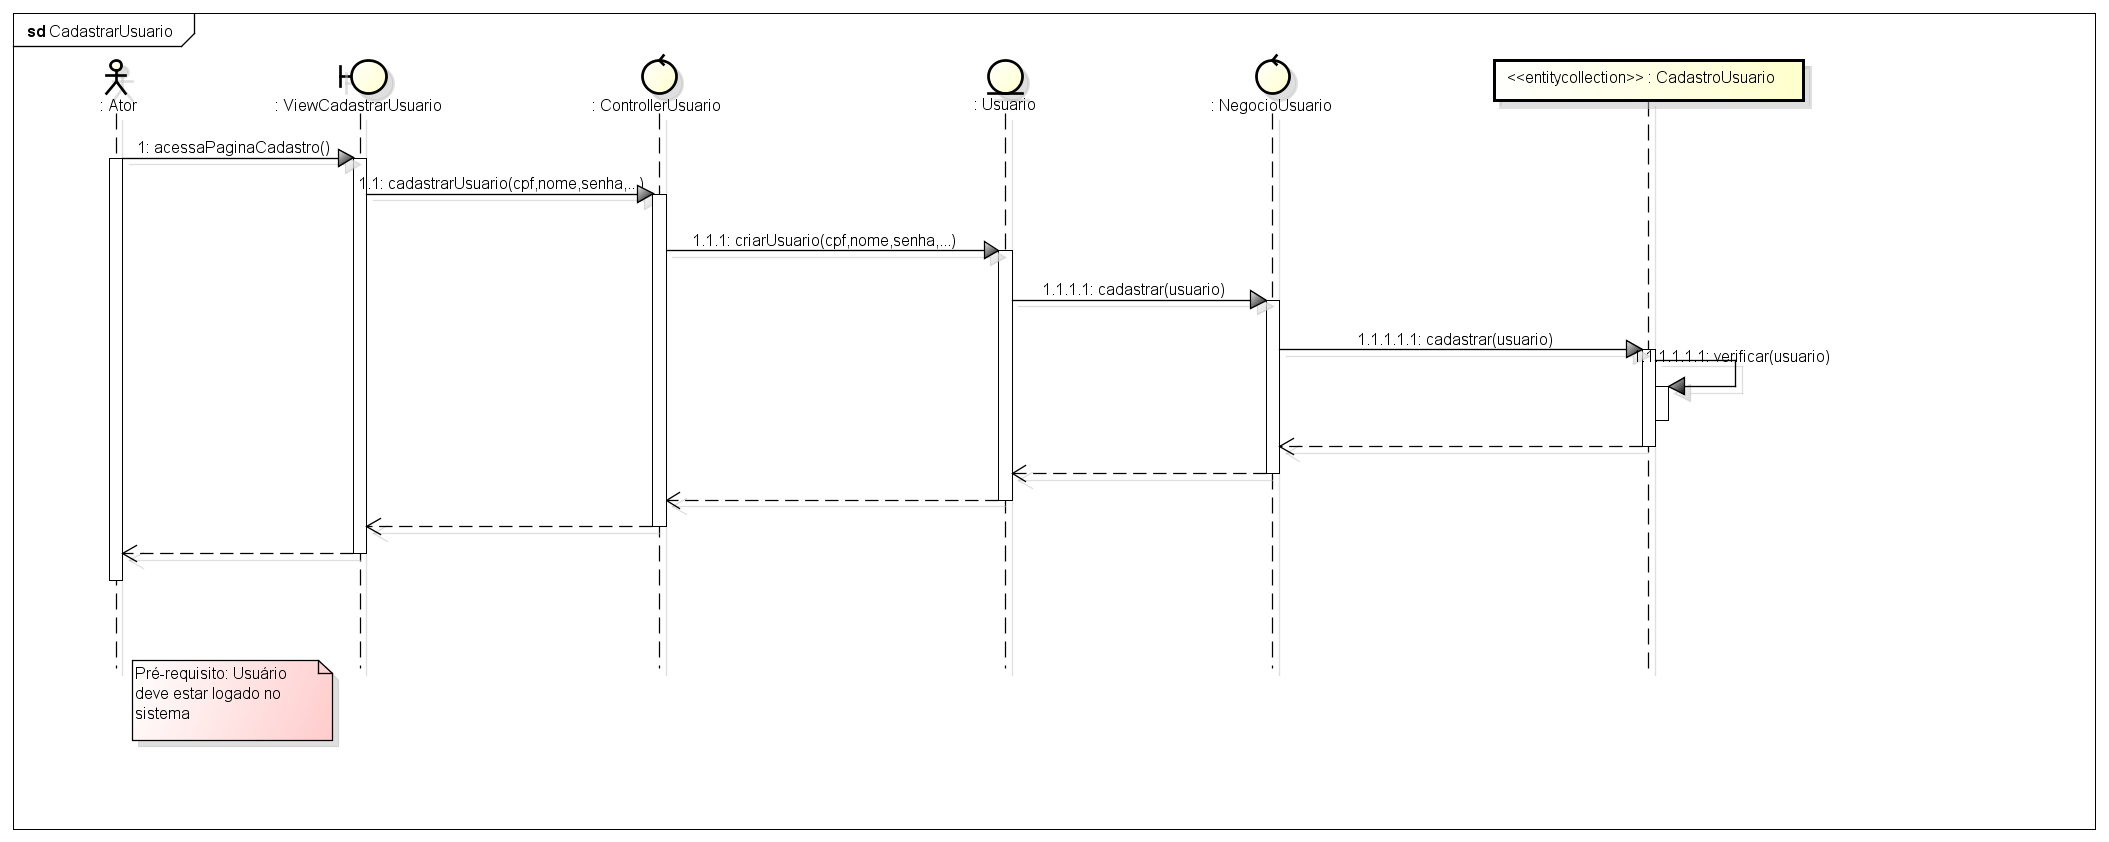 sd CadastrarUsuario
: Ator
: ViewCadastrarUsuario
: ControllerUsuario
: Usuario
: NegocioUsuario
<<entitycollection>> : CadastroUsuario
1: acessaPaginaCadastro()
1.1: cadastrarUsuario(cpf,nome,senha,...)
1.1.1: criarUsuario(cpf,nome,senha,...)
1.1.1.1: cadastrar(usuario)
1.1.1.1.1: cadastrar(usuario)
1.1.1.1.1.1: verificar(usuario)
Pré-requisito: Usuário
deve estar logado no
sistema